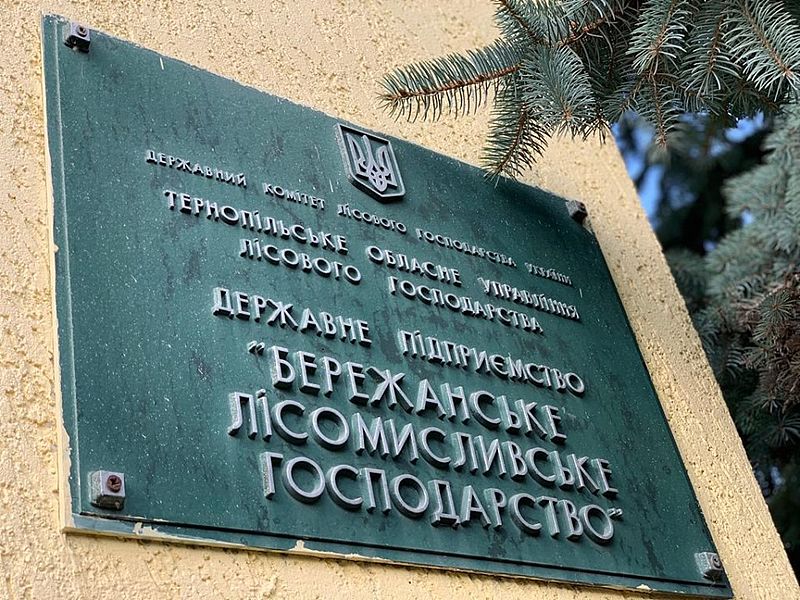 ДЕРЖАВНИЙ КОМІТЕТ ЛІСОВОГО ГОСПОДАРСТВА УКРАЇНИ
ТЕРНОПІЛЬСЬКЕ ОБЛАСНЕ УПРАВЛІННЯ
ЛІСОВОГО ГОСПОДАРСТВА
ДЕРЖАВНЕ ПІДПРИЄМСТВО
"БЕРЕЖАНСЬКЕ
ЛІСОМИСЛИВСЬКЕ
ГОСПОДАРСТВО"